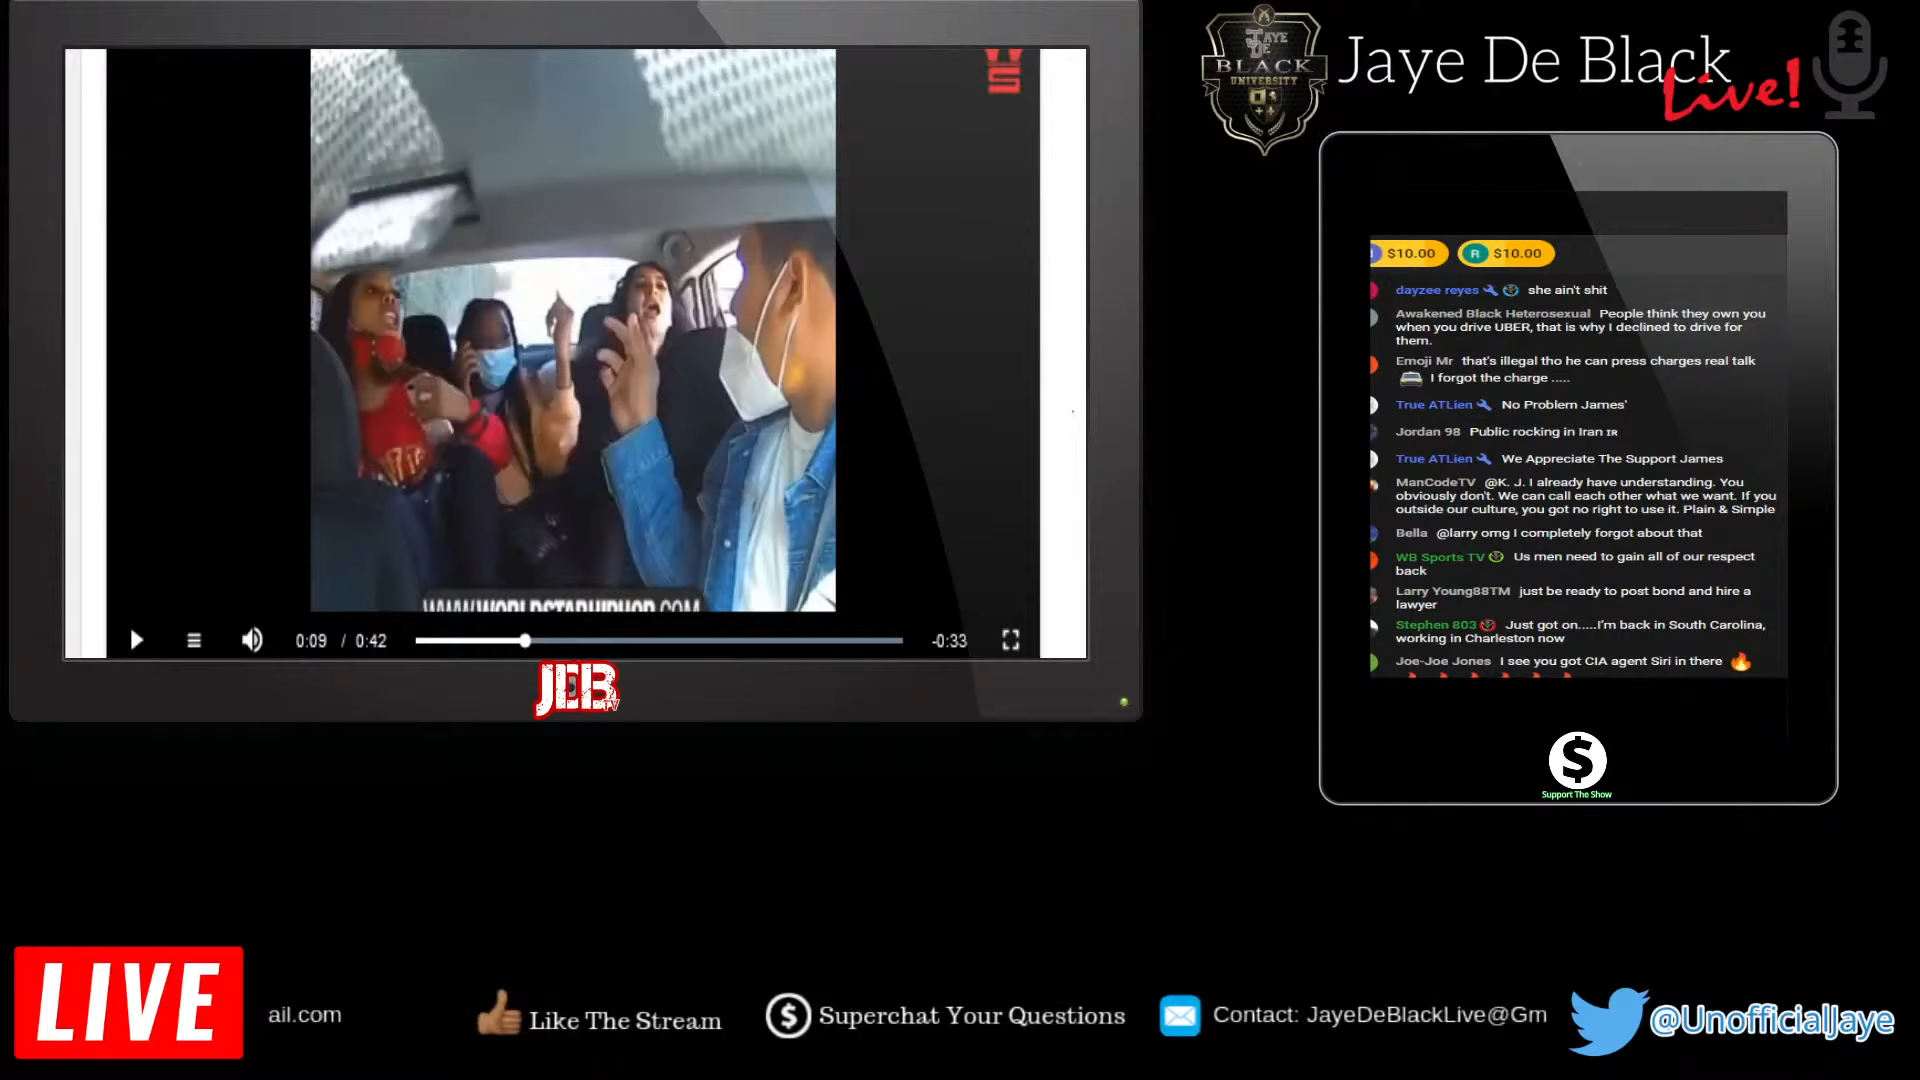 JAYE
DE
BLACK
UNIVERSITY
Jaye De Black
Live!
WWW.WORLDSTARHIPHOP.COM
0:09 / 0:42
-0:33
JDB
TV
$10.00
R $10.00
dayzee reyes she ain't shit
Awakened Black Heterosexual People think they own you
when you drive UBER, that is why I declined to drive for
them.
Emoji Mr that's illegal tho he can press charges real talk
I forgot the charge .....
True ATLien No Problem James'
Jordan 98 Public rocking in Iran IR
True ATLien We Appreciate The Support James
ManCodeTV @K. J. I already have understanding. You
obviously don't. We can call each other what we want. If you
outside our culture, you got no right to use it. Plain & Simple
Bella @larry omg I completely forgot about that
WB Sports TV Us men need to gain all of our respect
back
Larry Young88TM just be ready to post bond and hire a
lawyer
Stephen 803 Just got on.....I'm back in South Carolina,
working in Charleston now
Joe-Joe Jones I see you got CIA agent Siri in there
$
Support The Show
LIVE
ail.com
Like The Stream
$ Superchat Your Questions
Contact: JayeDeBlackLive@Gm
@UnofficialJaye